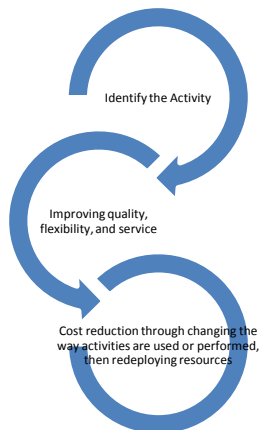 Identify the Activity
Improving quality,
flexibility, and service
Cost reduction through changing the
way activities are used or performed,
then redeploying resources